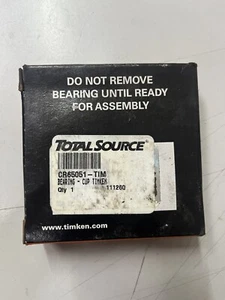 DO NOT REMOVE
BEARING UNTIL READY
FOR ASSEMBLY
TOTAL SOURCE
CR65051-TIM
BEARING - CUP TIMKEN
Qty 1
111260
www.timken.com